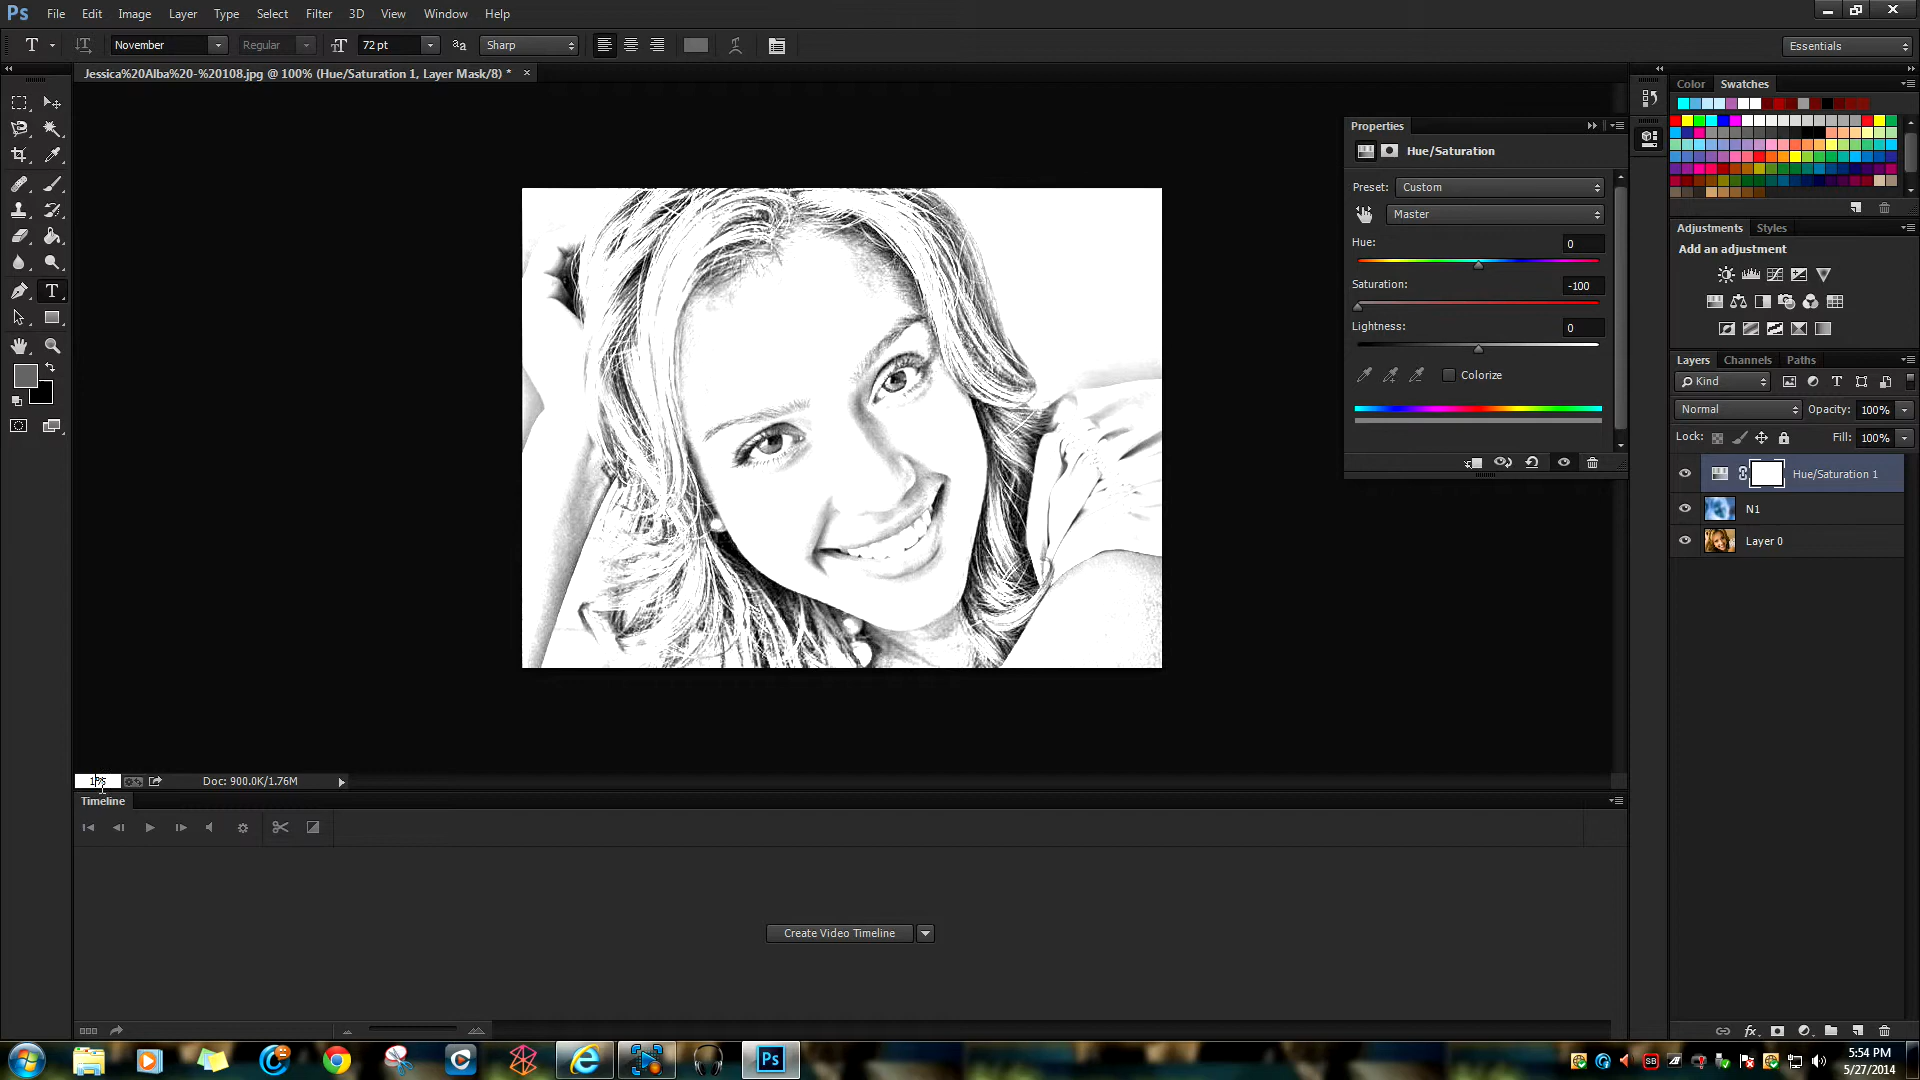 Ps File Edit Image Layer Type Select Filter 3D View Window Help
T November Regular 72 pt aa Sharp Essentials
Jessica%20Alba%20-%20108.jpg @ 100% (Hue/Saturation 1, Layer Mask/8) *
Color Swatches
Properties
Hue/Saturation
Preset: Custom
Master
Hue: 0
Saturation: -100
Lightness: 0
Colorize
Adjustments Styles
Add an adjustment
Layers Channels Paths
Kind
Normal Opacity: 100%
Lock: Fill: 100%
Hue/Saturation 1
N1
Layer 0
Doc: 900.0K/1.76M
Timeline
Create Video Timeline
Ps
SB
5:54 PM
5/27/2014